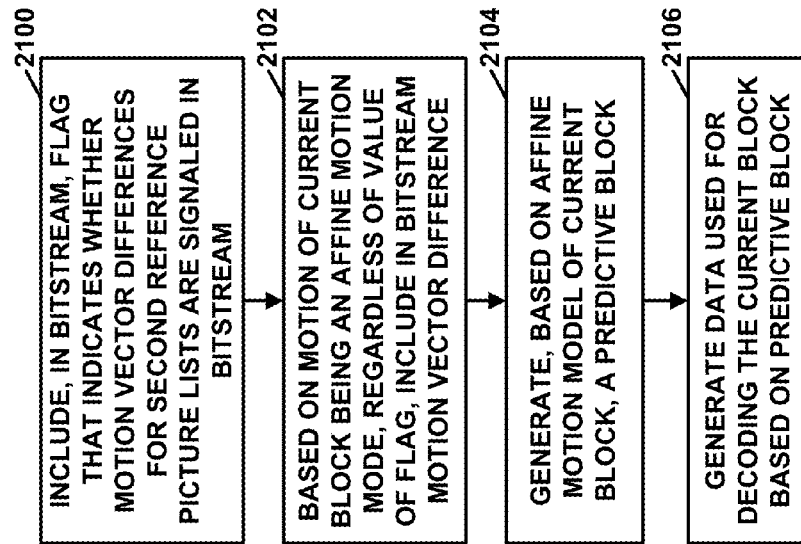 2100
INCLUDE, IN BITSTREAM, FLAG
THAT INDICATES WHETHER
MOTION VECTOR DIFFERENCES
FOR SECOND REFERENCE
PICTURE LISTS ARE SIGNALED IN
BITSTREAM
2102
BASED ON MOTION OF CURRENT
BLOCK BEING AN AFFINE MOTION
MODE, REGARDLESS OF VALUE
OF FLAG, INCLUDE IN BITSTREAM
MOTION VECTOR DIFFERENCE
2104
GENERATE, BASED ON AFFINE
MOTION MODEL OF CURRENT
BLOCK, A PREDICTIVE BLOCK
2106
GENERATE DATA USED FOR
DECODING THE CURRENT BLOCK
BASED ON PREDICTIVE BLOCK